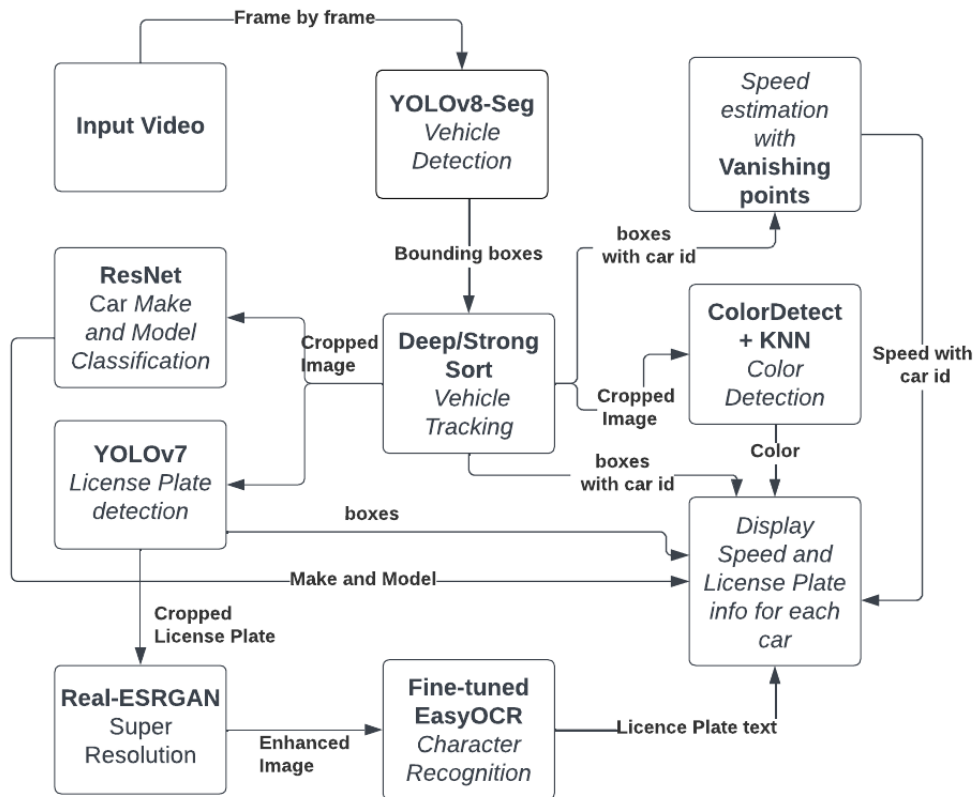 Frame by frame
Input Video
YOLOv8-Seg
Vehicle
Detection
Speed
estimation
with
Vanishing
points
Bounding boxes
boxes
with car id
ResNet
Car Make
and Model
Classification
Cropped
Image
Deep/Strong
Sort
Vehicle
Tracking
Cropped
Image
ColorDetect
+ KNN
Color
Detection
Speed with
car id
YOLOv7
License Plate
detection
boxes
with car id
Color
boxes
Make and Model
Display
Speed and
License Plate
info for each
car
Cropped
License Plate
Real-ESRGAN
Super
Resolution
Enhanced
Image
Fine-tuned
EasyOCR
Character
Recognition
Licence Plate text